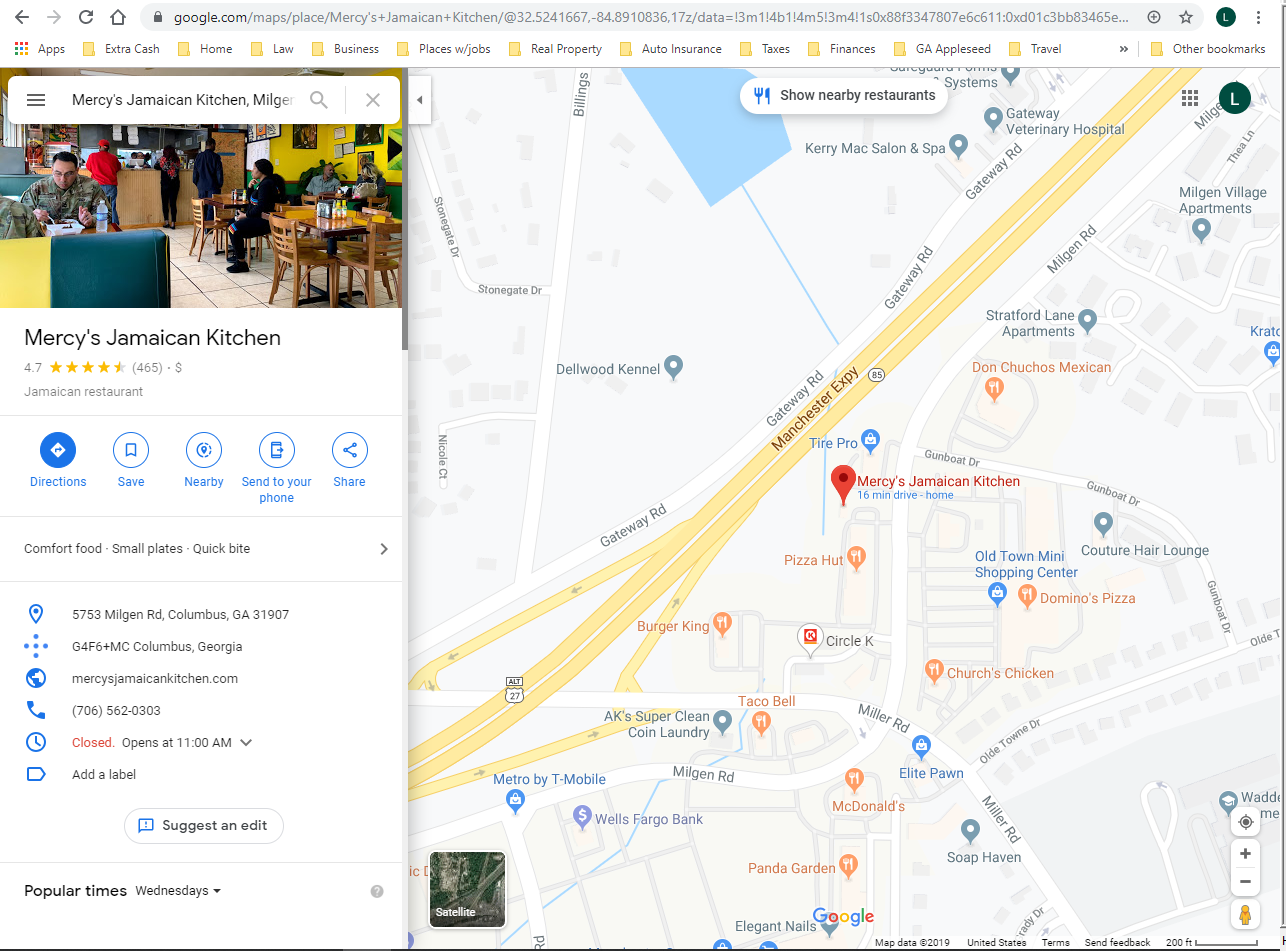 google.com/maps/place/Mercy's+Jamaican+Kitchen/@32.5241667,-84.8910836,17z/data=!3m1!4b1!4m5!3m4!1s0x88f3347807e6c611:0xd01c3bb83465e...
L
Apps
Extra Cash
Home
Law
Business
Places w/jobs
Real Property
Auto Insurance
Taxes
Finances
GA Appleseed
Travel
»
Other bookmarks
Mercy's Jamaican Kitchen, Milger
Mercy's Jamaican Kitchen
4.7 (465) · $
Jamaican restaurant
Directions
Save
Nearby
Send to your
phone
Share
Comfort food · Small plates · Quick bite
5753 Milgen Rd, Columbus, GA 31907
G4F6+MC Columbus, Georgia
mercysjamaicankitchen.com
(706) 562-0303
Closed. Opens at 11:00 AM
Add a label
Suggest an edit
Popular times Wednesdays
?
Show nearby restaurants
L
Safeguard Forms
& Systems
Gateway
Veterinary Hospital
Kerry Mac Salon & Spa
Gateway Rd
Billings
Milge
Thea Ln
Milgen Village
Apartments
Stonegate Dr
Stonegate Dr
Gateway Rd
Milgen Rd
Stratford Lane
Apartments
Krato
Dellwood Kennel
Gateway Rd
Manchester Expy
85
Don Chuchos Mexican
Tire Pro
Nicole Ct
Gunboat Dr
Mercy's Jamaican Kitchen
16 min drive - home
Gunboat Dr
Gateway Rd
Couture Hair Lounge
Pizza Hut
Old Town Mini
Shopping Center
Domino's Pizza
Gunboat Dr
Burger King
K
Circle K
Olde T
Church's Chicken
ALT
27
Taco Bell
AK's Super Clean
Coin Laundry
Miller Rd
Olde Towne Dr
Elite Pawn
Milgen Rd
Metro by T-Mobile
McDonald's
$
Wells Fargo Bank
Miller Rd
Wadde
me
Soap Haven
ic D
Panda Garden
Satellite
Google
Elegant Nails
ady Dr
Map data ©2019
United States
Terms
Send feedback
200 ft